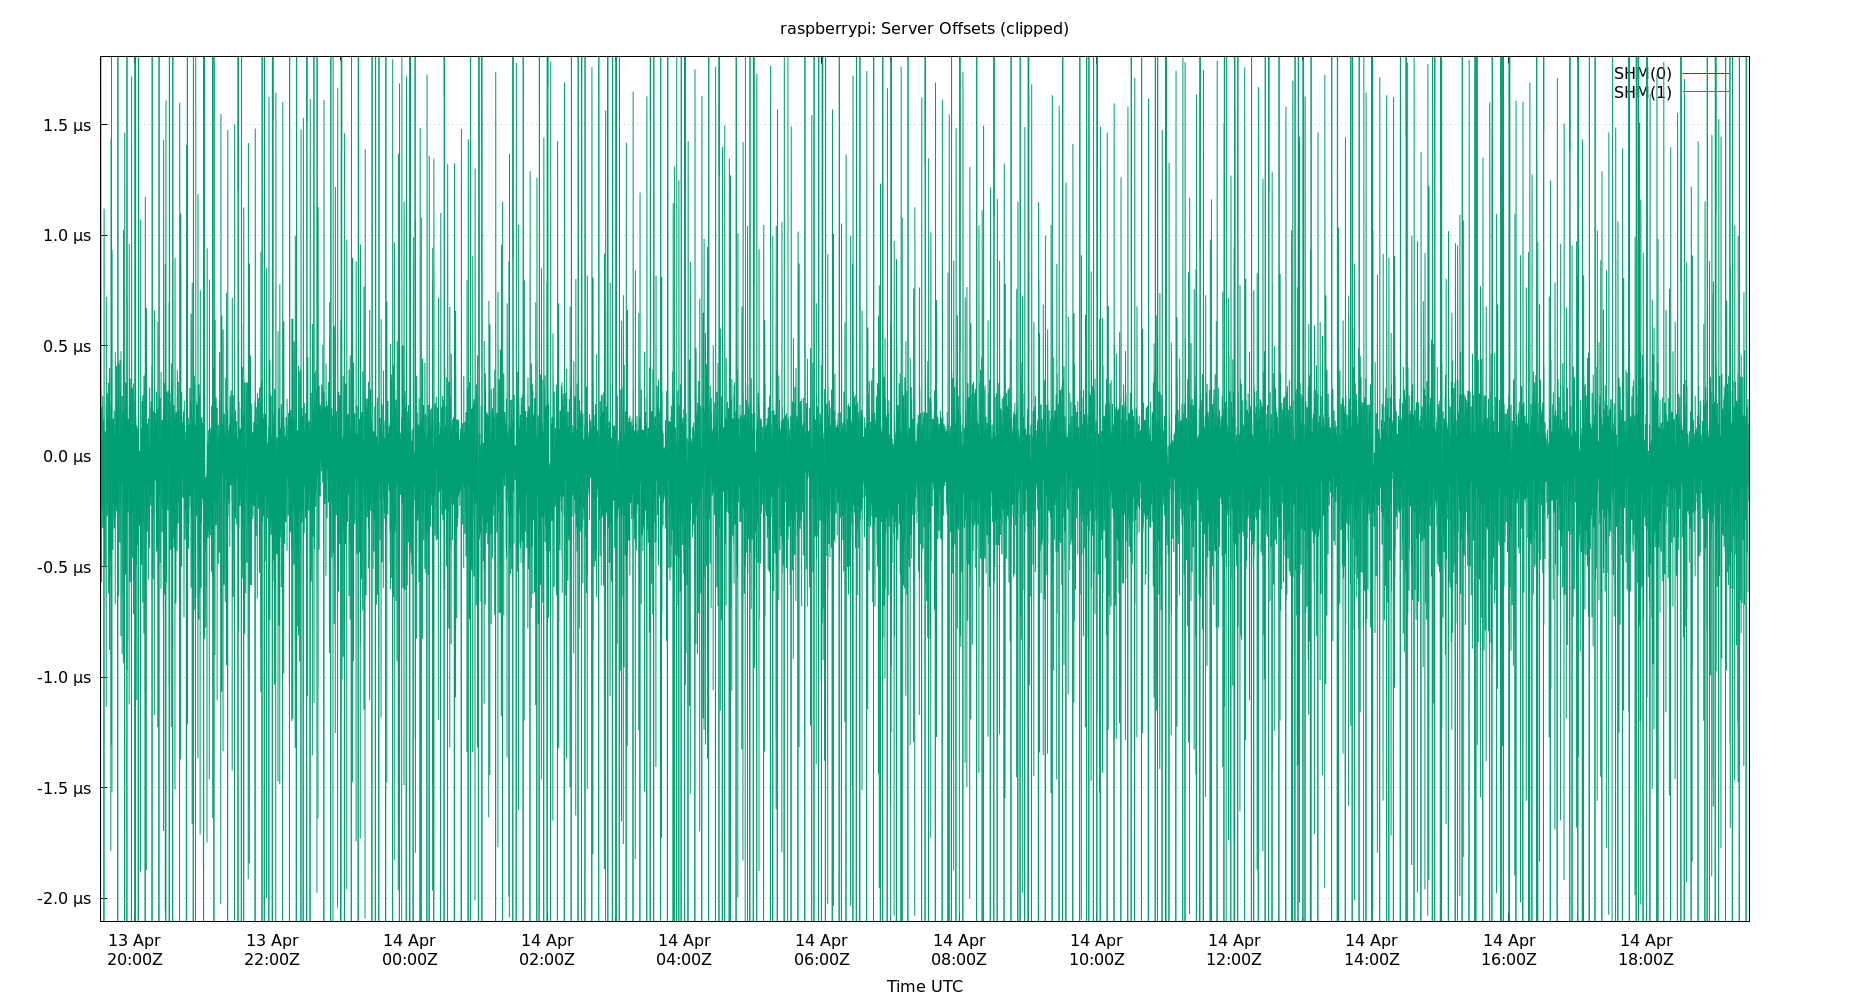 raspberrypi: Server Offsets (clipped)
SHM(0)
SHM(1)
1.5 µs
1.0 µs
0.5 µs
0.0 µs
-0.5 µs
-1.0 µs
-1.5 µs
-2.0 µs
13 Apr 13 Apr 14 Apr 14 Apr 14 Apr 14 Apr 14 Apr 14 Apr 14 Apr 14 Apr 14 Apr 14 Apr
20:00Z 22:00Z 00:00Z 02:00Z 04:00Z 06:00Z 08:00Z 10:00Z 12:00Z 14:00Z 16:00Z 18:00Z
Time UTC